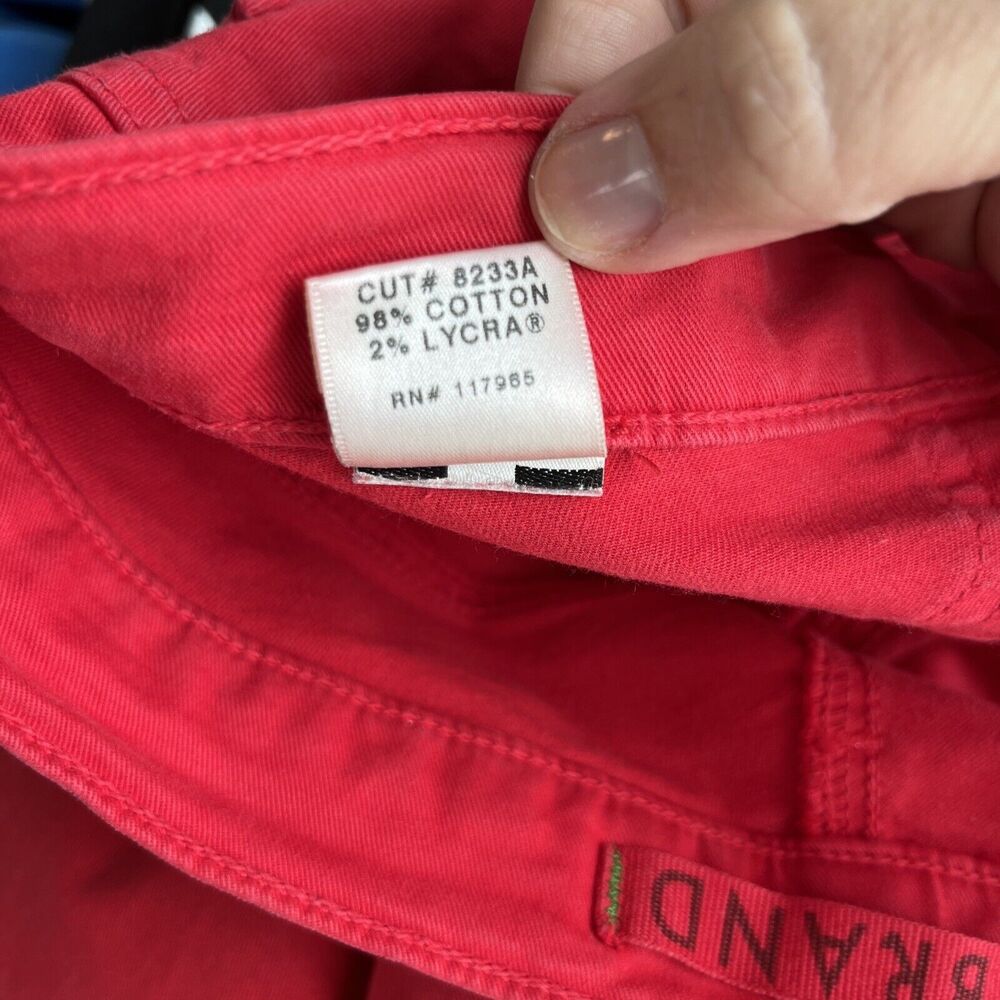 CUT# 8233A
98% COTTON
2% LYCRA®
RN# 117965
BRAND